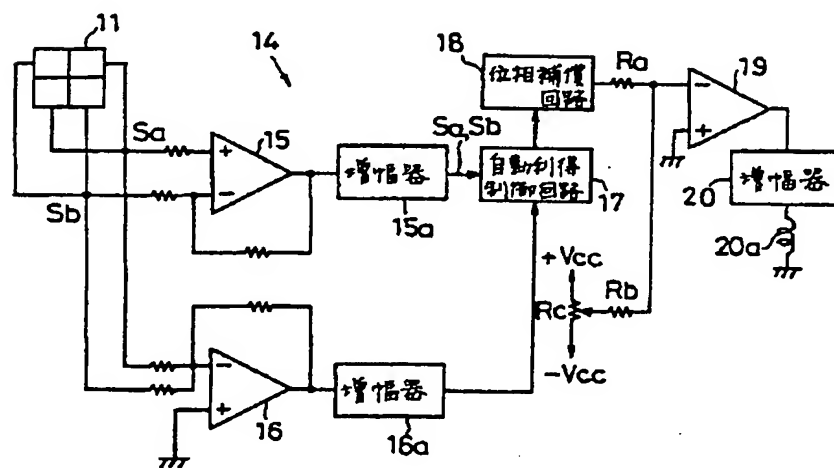 11
14
18
位相補償
回路
Ra
19
Sa
15
増幅器
15a
Sa,Sb
自動利得
制御回路
17
20
増幅器
20a
Sb
+Vcc
Rc
Rb
-Vcc
16
増幅器
16a